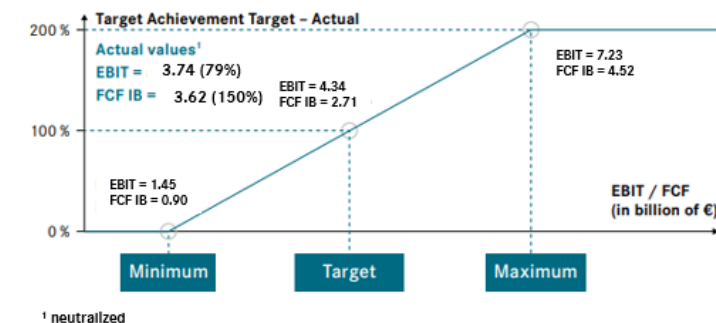 Target Achievement Target – Actual
200 %
Actual values¹
EBIT = 3.74 (79%)
FCF IB = 3.62 (150%)
EBIT = 4.34
FCF IB = 2.71
EBIT = 7.23
FCF IB = 4.52
100 %
EBIT = 1.45
FCF IB = 0.90
EBIT / FCF
(in billion of €)
0 %
Minimum
Target
Maximum
¹ neutralized